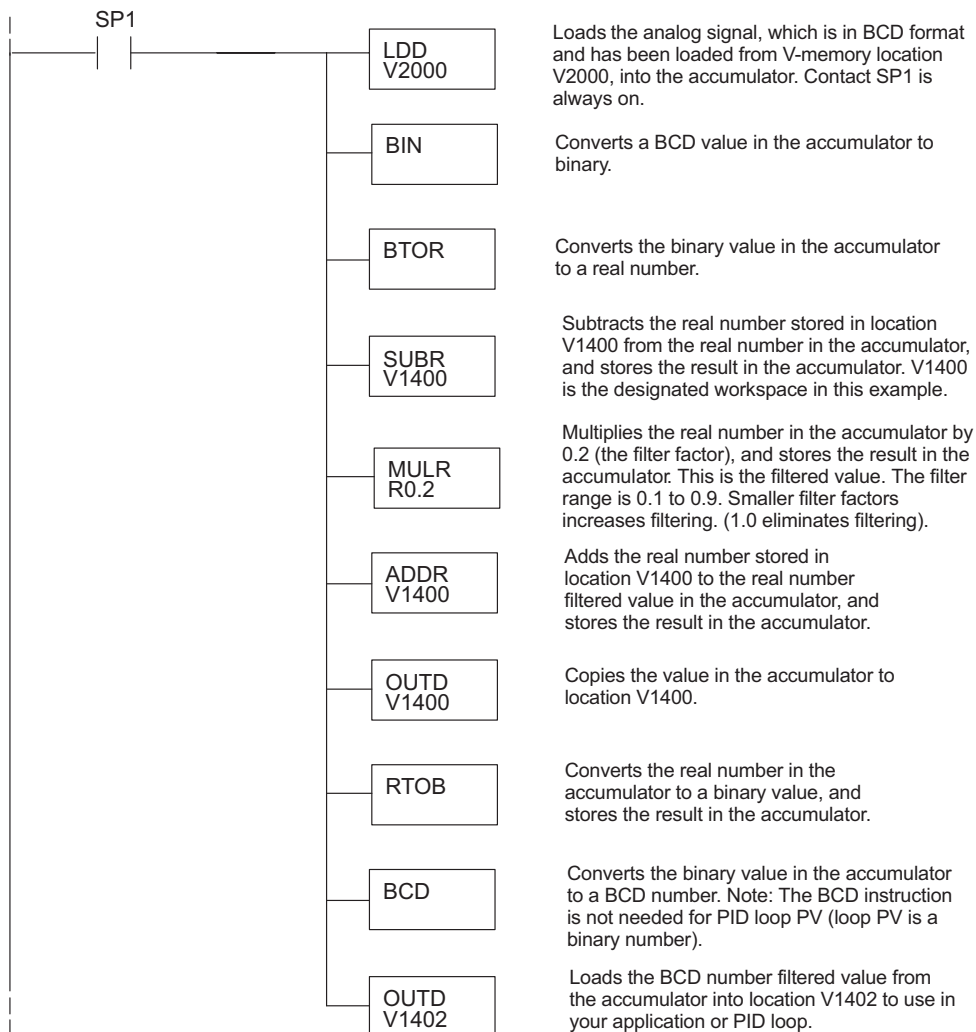 SP1
LDD
V2000
Loads the analog signal, which is in BCD format
and has been loaded from V-memory location
V2000, into the accumulator. Contact SP1 is
always on.
BIN
Converts a BCD value in the accumulator to
binary.
BTOR
Converts the binary value in the accumulator
to a real number.
SUBR
V1400
Subtracts the real number stored in location
V1400 from the real number in the accumulator,
and stores the result in the accumulator. V1400
is the designated workspace in this example.
MULR
R0.2
Multiplies the real number in the accumulator by
0.2 (the filter factor), and stores the result in the
accumulator. This is the filtered value. The filter
range is 0.1 to 0.9. Smaller filter factors
increases filtering. (1.0 eliminates filtering).
ADDR
V1400
Adds the real number stored in
location V1400 to the real number
filtered value in the accumulator, and
stores the result in the accumulator.
OUTD
V1400
Copies the value in the accumulator to
location V1400.
RTOB
Converts the real number in the
accumulator to a binary value, and
stores the result in the accumulator.
BCD
Converts the binary value in the accumulator
to a BCD number. Note: The BCD instruction
is not needed for PID loop PV (loop PV is a
binary number).
OUTD
V1402
Loads the BCD number filtered value from
the accumulator into location V1402 to use in
your application or PID loop.